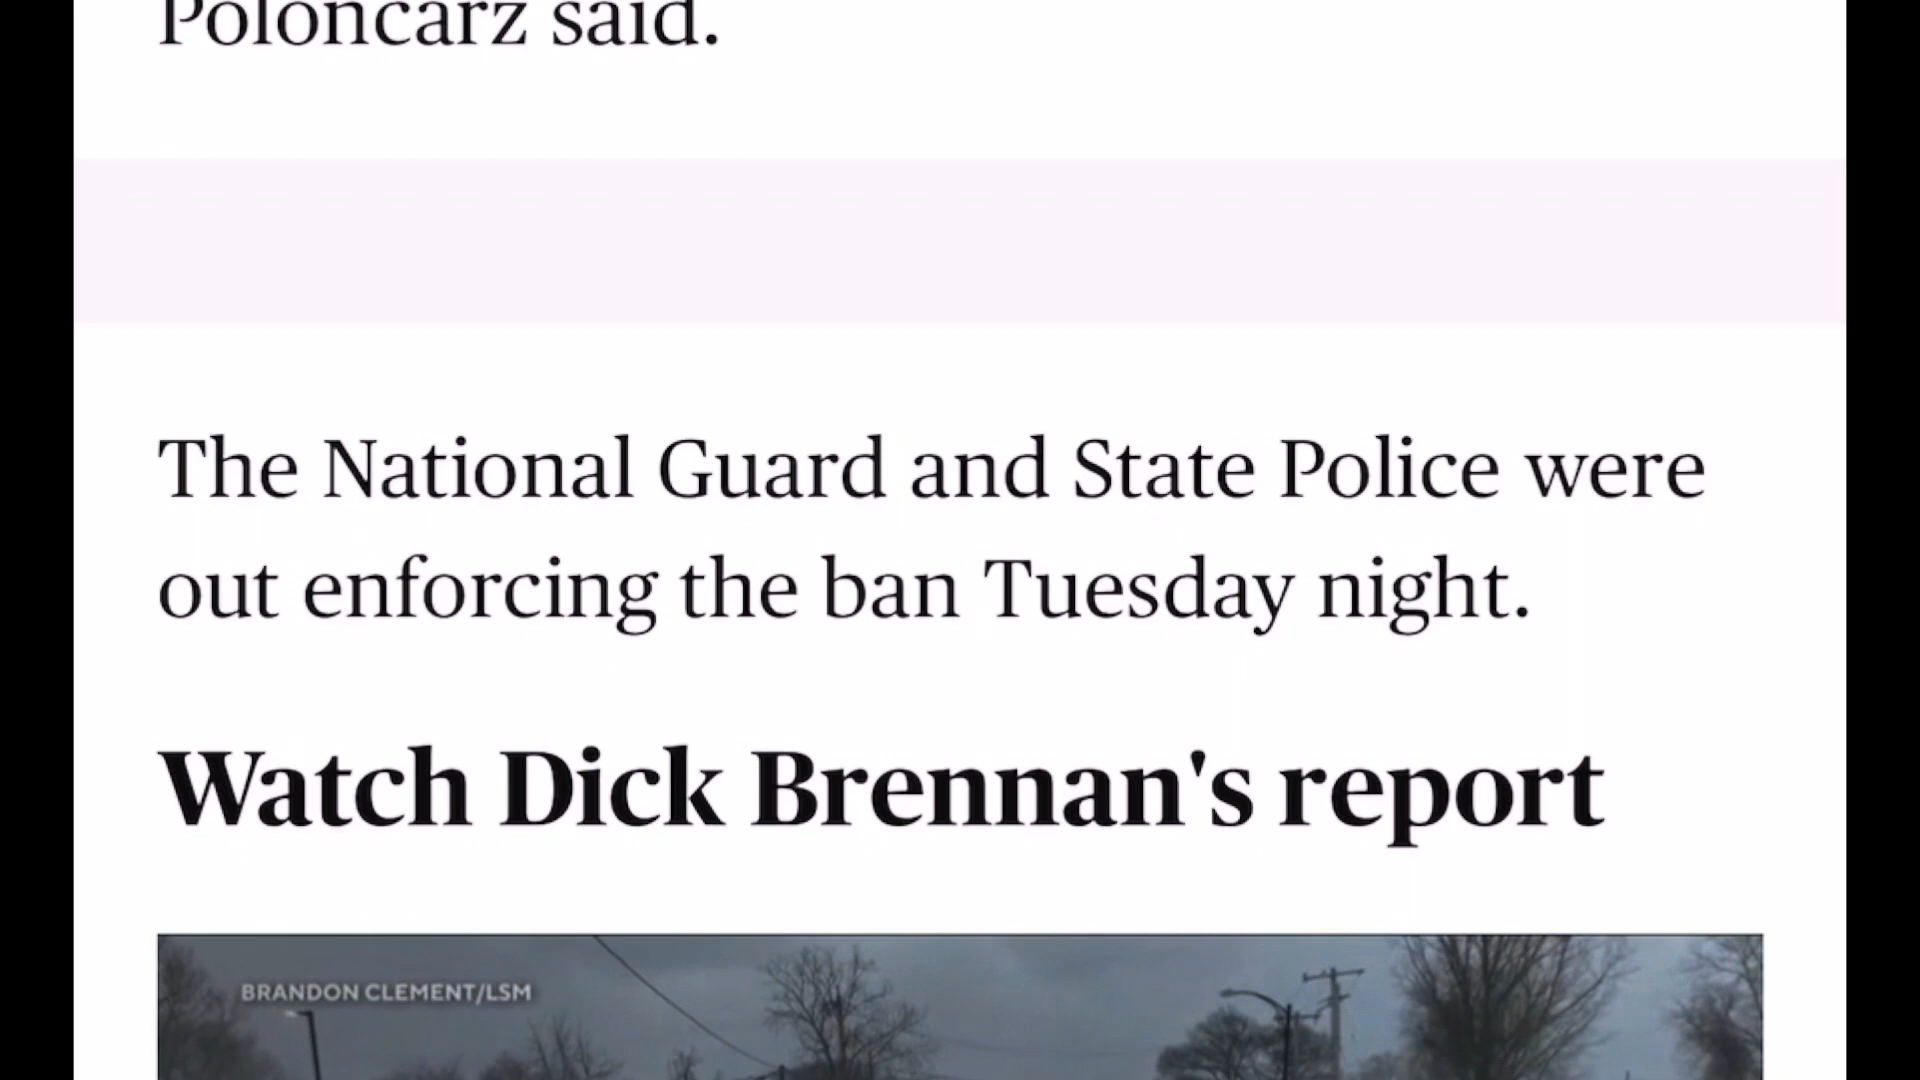 Poloncarz said.
The National Guard and State Police were
out enforcing the ban Tuesday night.
Watch Dick Brennan's report
BRANDON CLEMENT/LSM